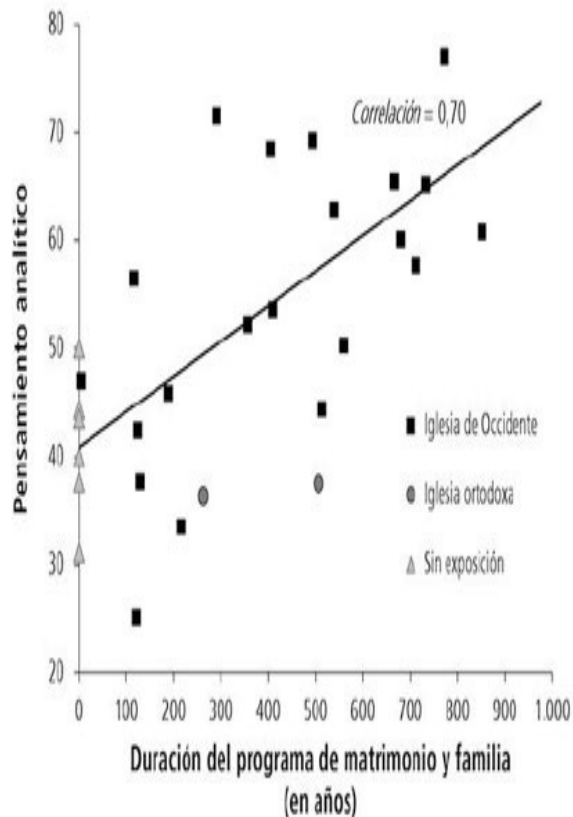 Pensamiento analítico
80
70
60
50
40
30
20
Correlación = 0,70
Iglesia de Occidente
Iglesia ortodoxa
Sin exposición
0 100 200 300 400 500 600 700 800 900 1.000
Duración del programa de matrimonio y familia
(en años)